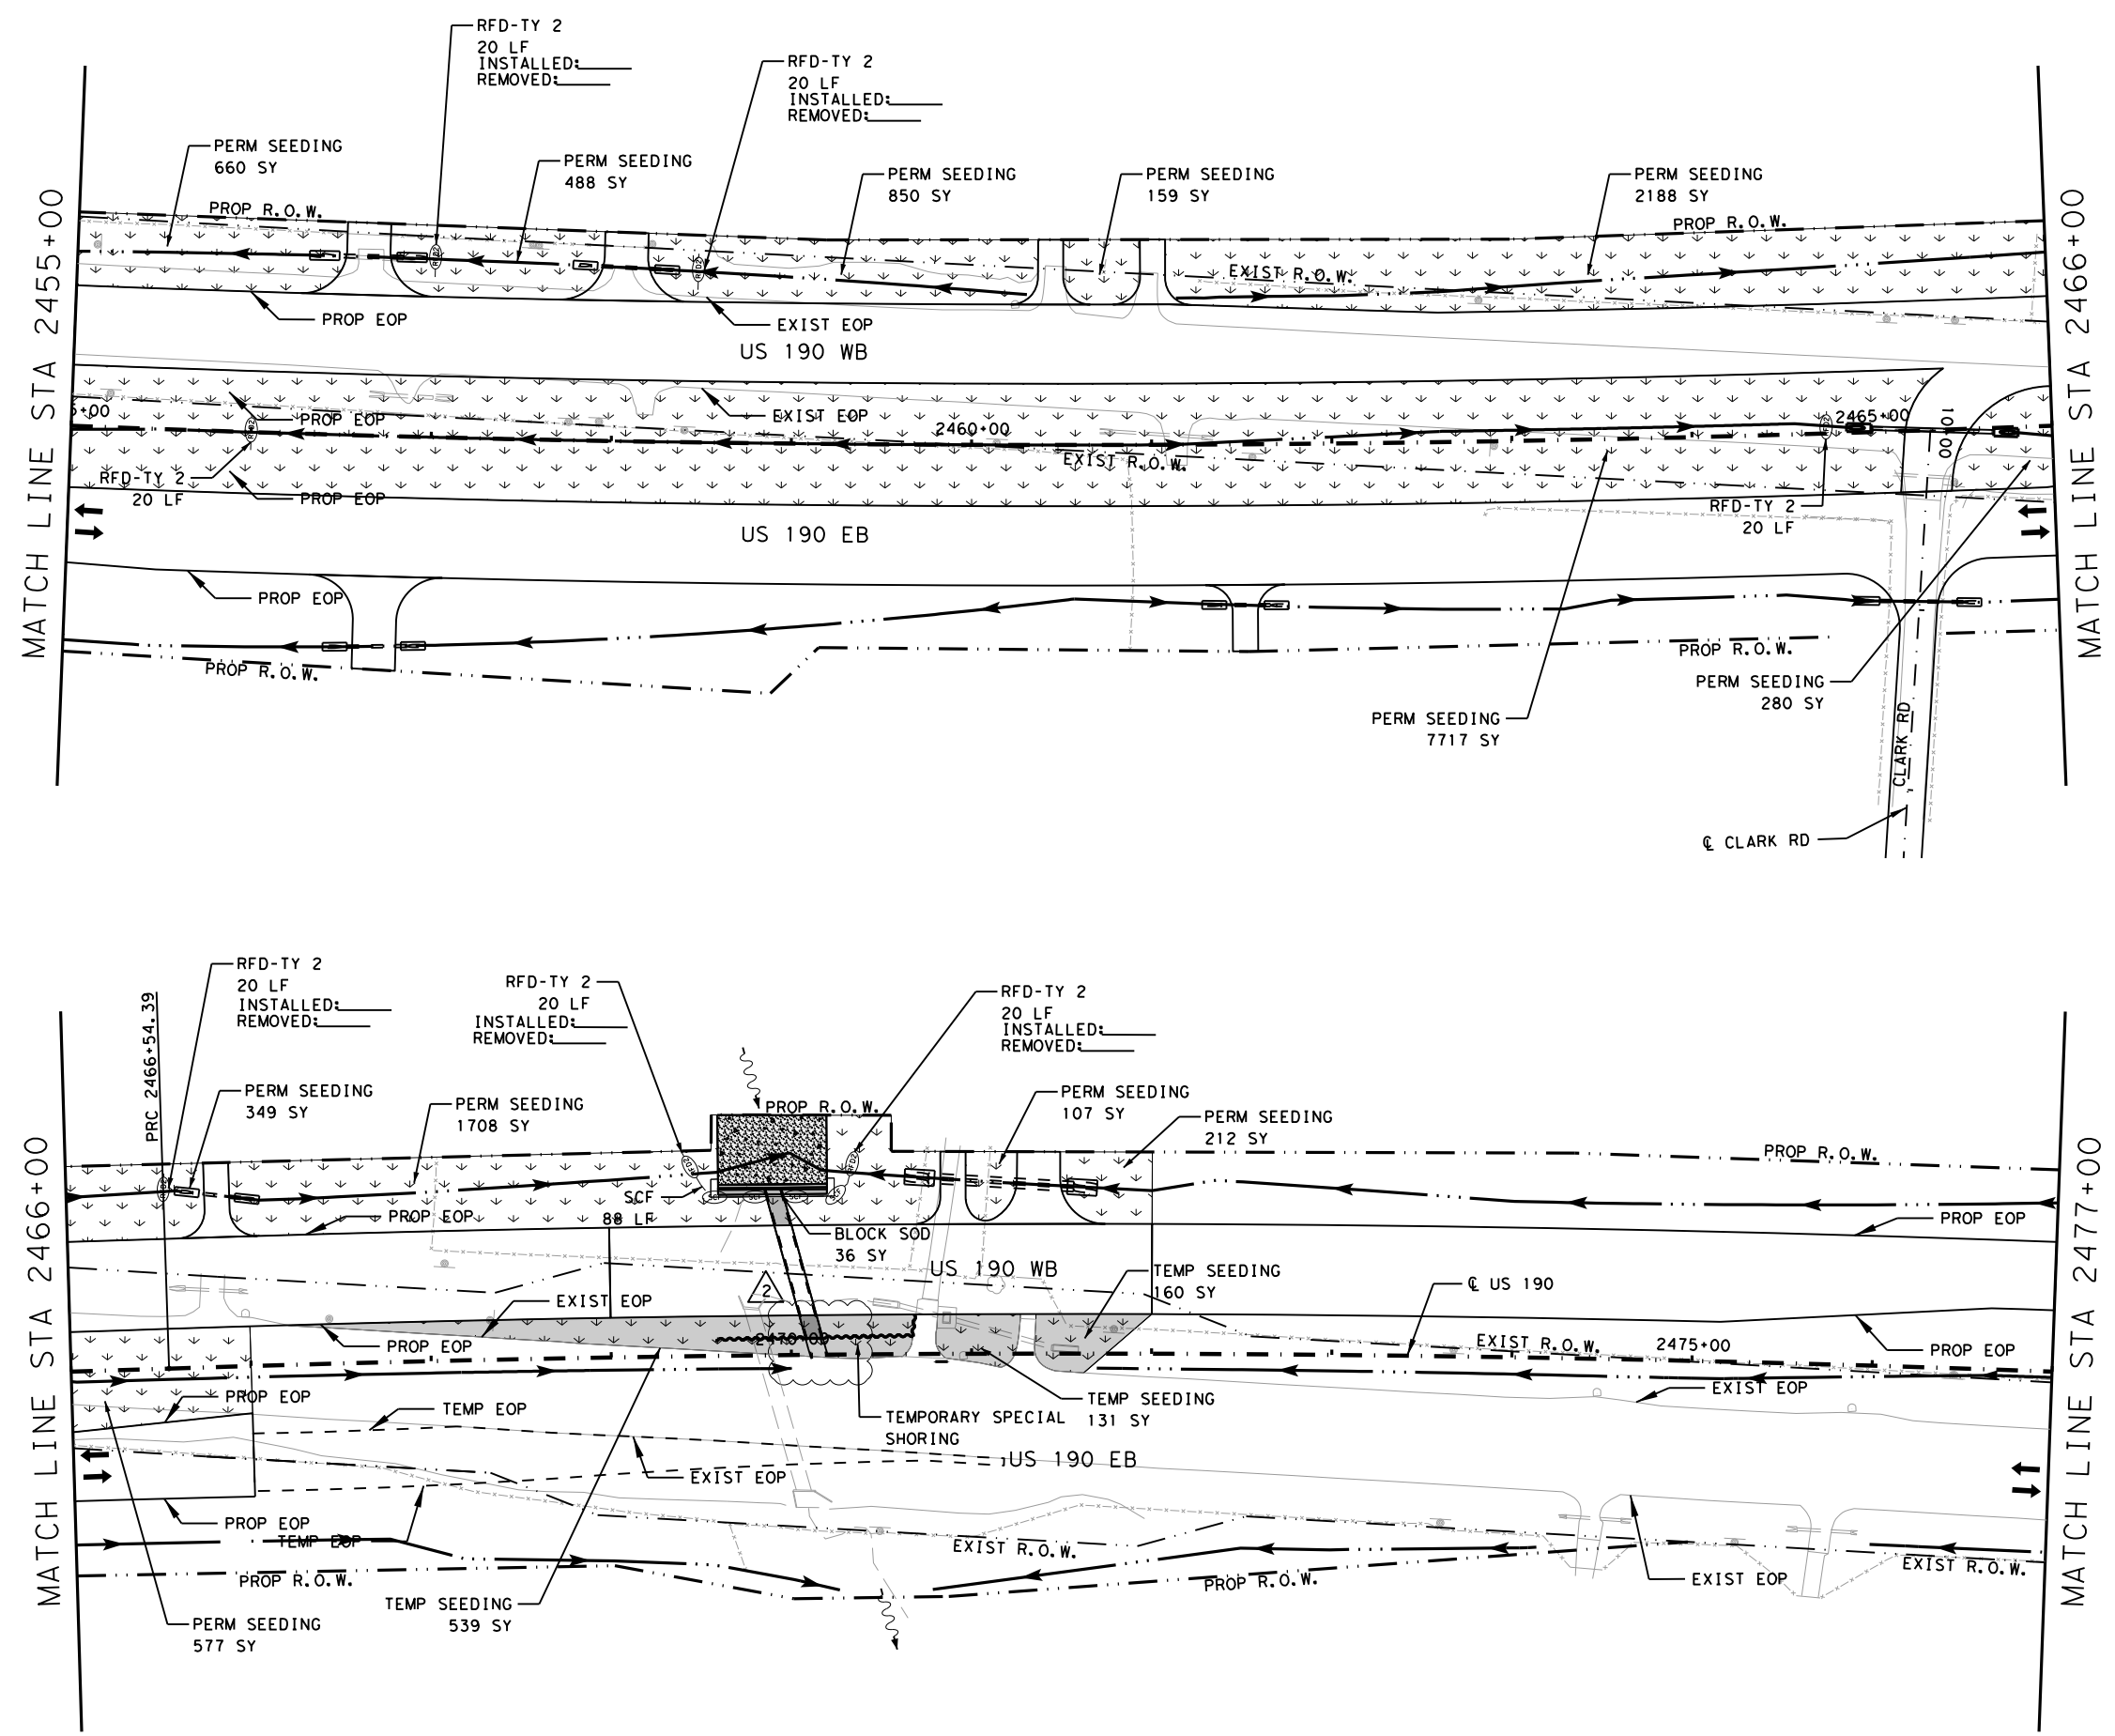 RFD-TY 2
20 LF
INSTALLED:
REMOVED:
RFD-TY 2
20 LF
INSTALLED:
REMOVED:
PERM SEEDING
660 SY
PERM SEEDING
488 SY
PERM SEEDING
850 SY
PERM SEEDING
159 SY
PERM SEEDING
2188 SY
PROP R.O.W.
PROP R.O.W.
EXIST R.O.W.
PROP EOP
EXIST EOP
US 190 WB
MATCH LINE STA 2455+00
MATCH LINE STA 2466+00
PROP EOP
EXIST EOP
2460+00
2465+00
10+00
EXIST R.O.W.
RFD-TY 2
20 LF
PROP EOP
RFD-TY 2
20 LF
US 190 EB
PROP EOP
PROP R.O.W.
PROP R.O.W.
PERM SEEDING
280 SY
PERM SEEDING
7717 SY
CLARK RD
℄ CLARK RD
RFD-TY 2
20 LF
INSTALLED:
REMOVED:
RFD-TY 2
20 LF
INSTALLED:
REMOVED:
RFD-TY 2
20 LF
INSTALLED:
REMOVED:
PRC 2466+54.39
PERM SEEDING
349 SY
PERM SEEDING
1708 SY
PROP R.O.W.
PERM SEEDING
107 SY
PERM SEEDING
212 SY
PROP R.O.W.
SCF
88 LF
PROP EOP
BLOCK SOD
36 SY
PROP EOP
US 190 WB
TEMP SEEDING
160 SY
℄ US 190
2
EXIST EOP
PROP EOP
2470+00
EXIST R.O.W.
2475+00
PROP EOP
MATCH LINE STA 2466+00
MATCH LINE STA 2477+00
PROP EOP
TEMP EOP
TEMPORARY SPECIAL
SHORING
TEMP SEEDING
131 SY
EXIST EOP
US 190 EB
EXIST EOP
PROP EOP
TEMP EOP
EXIST R.O.W.
PROP R.O.W.
PROP R.O.W.
EXIST EOP
EXIST R.O.W.
TEMP SEEDING
539 SY
PERM SEEDING
577 SY